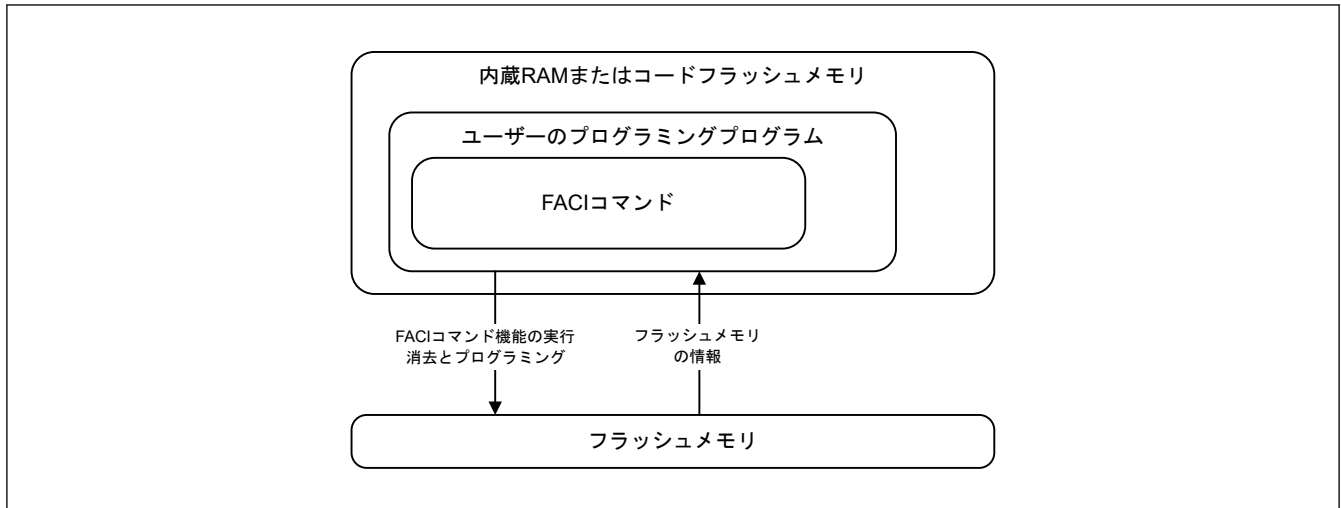 内蔵RAMまたはコードフラッシュメモリ
ユーザーのプログラミングプログラム
FACIコマンド
FACIコマンド機能の実行
消去とプログラミング
フラッシュメモリ
の情報
フラッシュメモリ